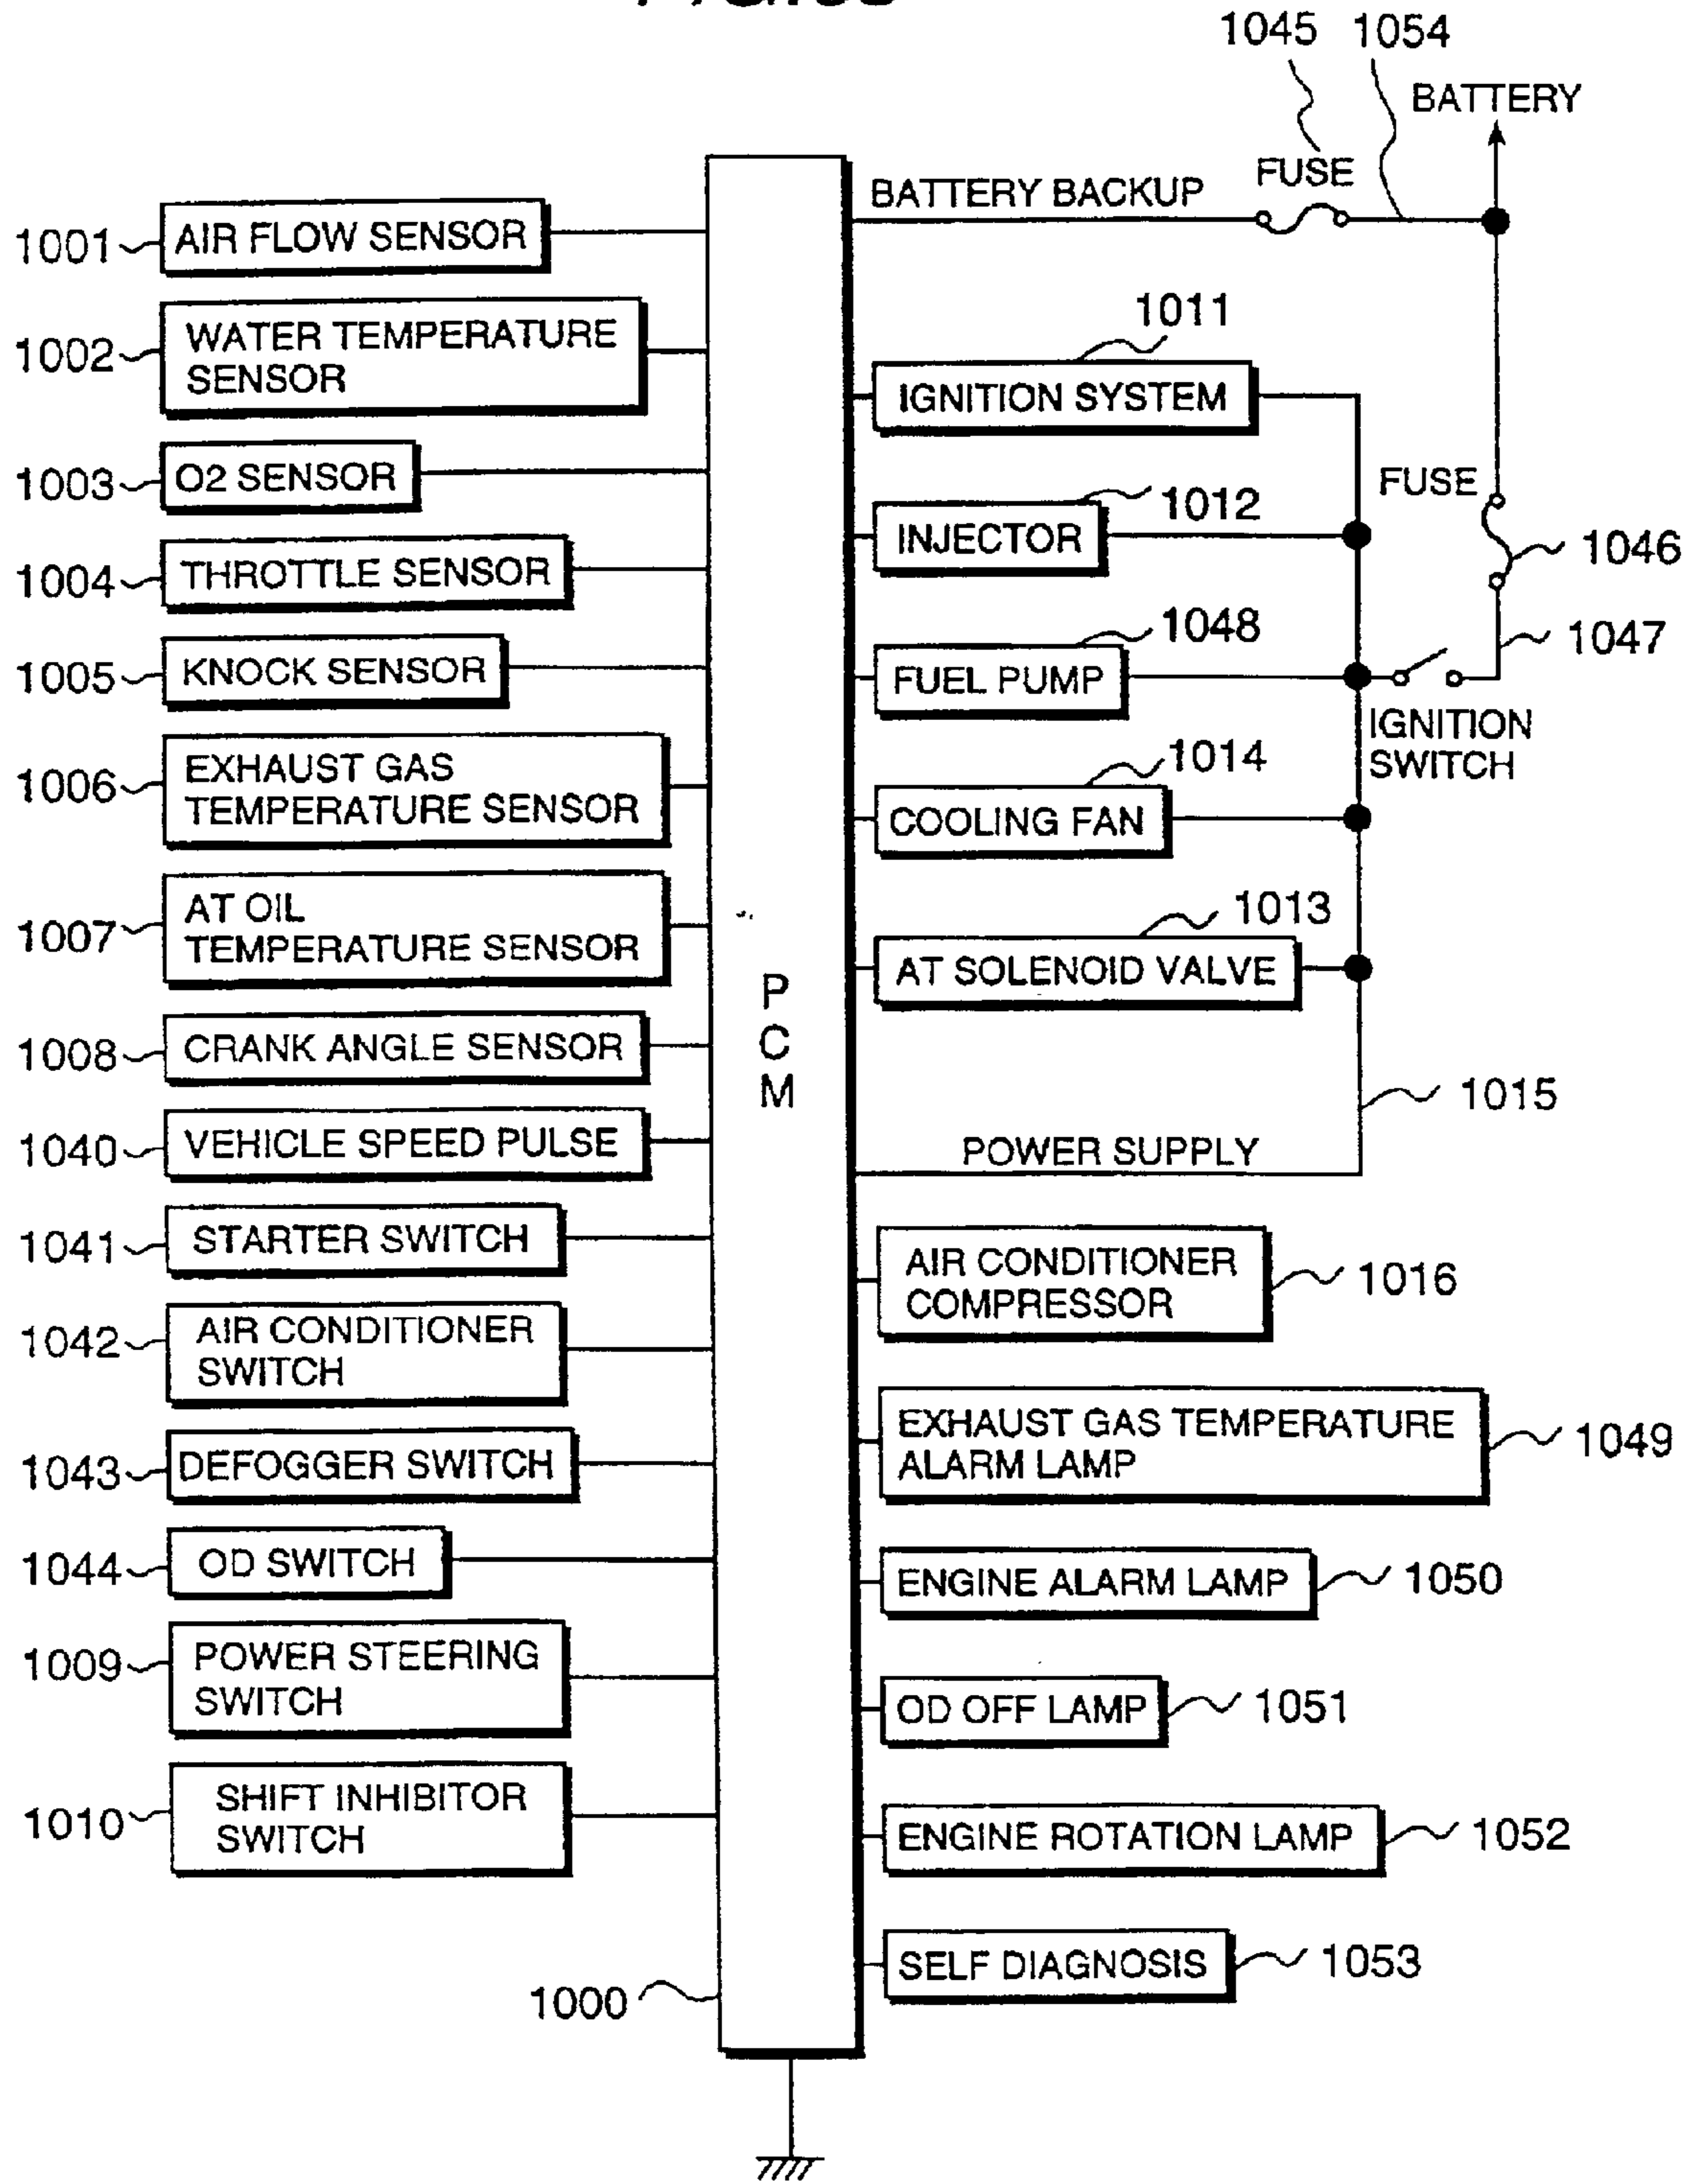 1045 1054
BATTERY
FUSE
BATTERY BACKUP
1001 AIR FLOW SENSOR
1002 WATER TEMPERATURE
SENSOR
1003 O2 SENSOR
1004 THROTTLE SENSOR
1005 KNOCK SENSOR
1006 EXHAUST GAS
TEMPERATURE SENSOR
1007 AT OIL
TEMPERATURE SENSOR
1008 CRANK ANGLE SENSOR
1040 VEHICLE SPEED PULSE
1041 STARTER SWITCH
1042 AIR CONDITIONER
SWITCH
1043 DEFOGGER SWITCH
1044 OD SWITCH
1009 POWER STEERING
SWITCH
1010 SHIFT INHIBITOR
SWITCH
P
C
M
1000
1011
IGNITION SYSTEM
1012
INJECTOR
FUSE
1046
1048
FUEL PUMP
1047
IGNITION
SWITCH
1014
COOLING FAN
1013
AT SOLENOID VALVE
1015
POWER SUPPLY
AIR CONDITIONER
COMPRESSOR
1016
EXHAUST GAS TEMPERATURE
ALARM LAMP
1049
ENGINE ALARM LAMP 1050
OD OFF LAMP 1051
ENGINE ROTATION LAMP 1052
SELF DIAGNOSIS 1053